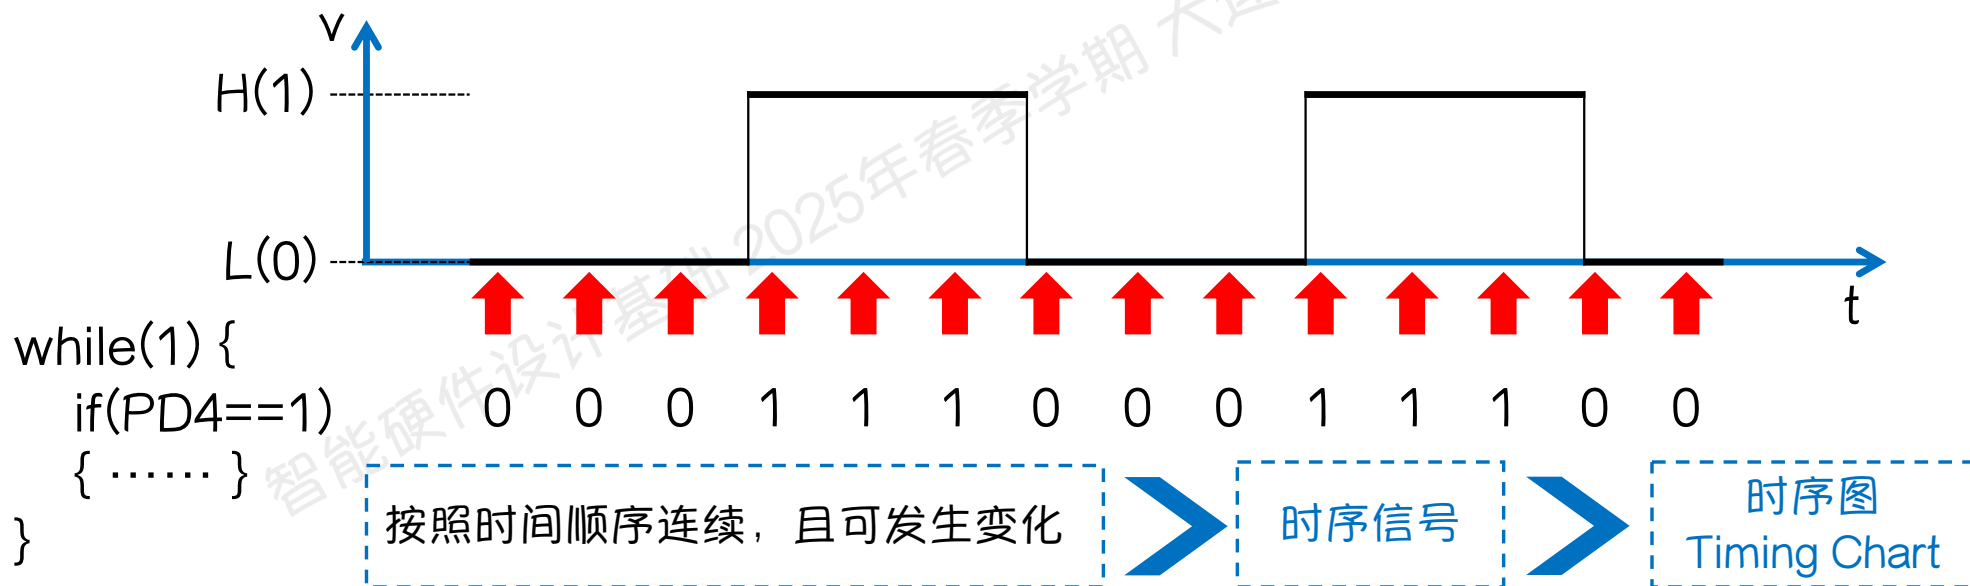 v
H(1)
L(0)
t
while(1) {
if(PD4==1)
{ ······ }
}
0 0 0 1 1 1 0 0 0 1 1 1 0 0
按照时间顺序连续，且可发生变化
时序信号
时序图
Timing Chart
智能硬件设计基础 2025年春季学期 大连